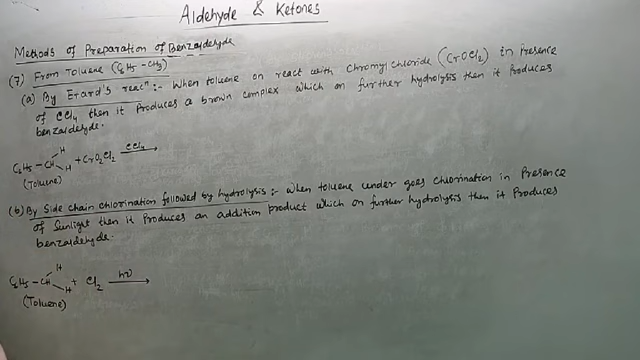 Aldehyde & Ketones
Methods of Preparation of Benzaldehyde
(7) From Toluene (C6H5-CH3)
(a) By Etard's reacn :- When toluene on react with Chromyl chloride (CrOCl2) in Presence
of CCl4 then it Produces a brown complex which on further hydrolysis then it Produces
benzaldehyde.
H
C6H5-CH H + CrO2Cl2 CCl4
(Toluene)
(b) By Side chain chlorination followed by hydrolysis :- When toluene under goes Chlorination in Presence
of Sunlight then it Produces an addition product which on further hydrolysis then it Produces
benzaldehyde.
H
C6H5-CH H + Cl2 hν
(Toluene)